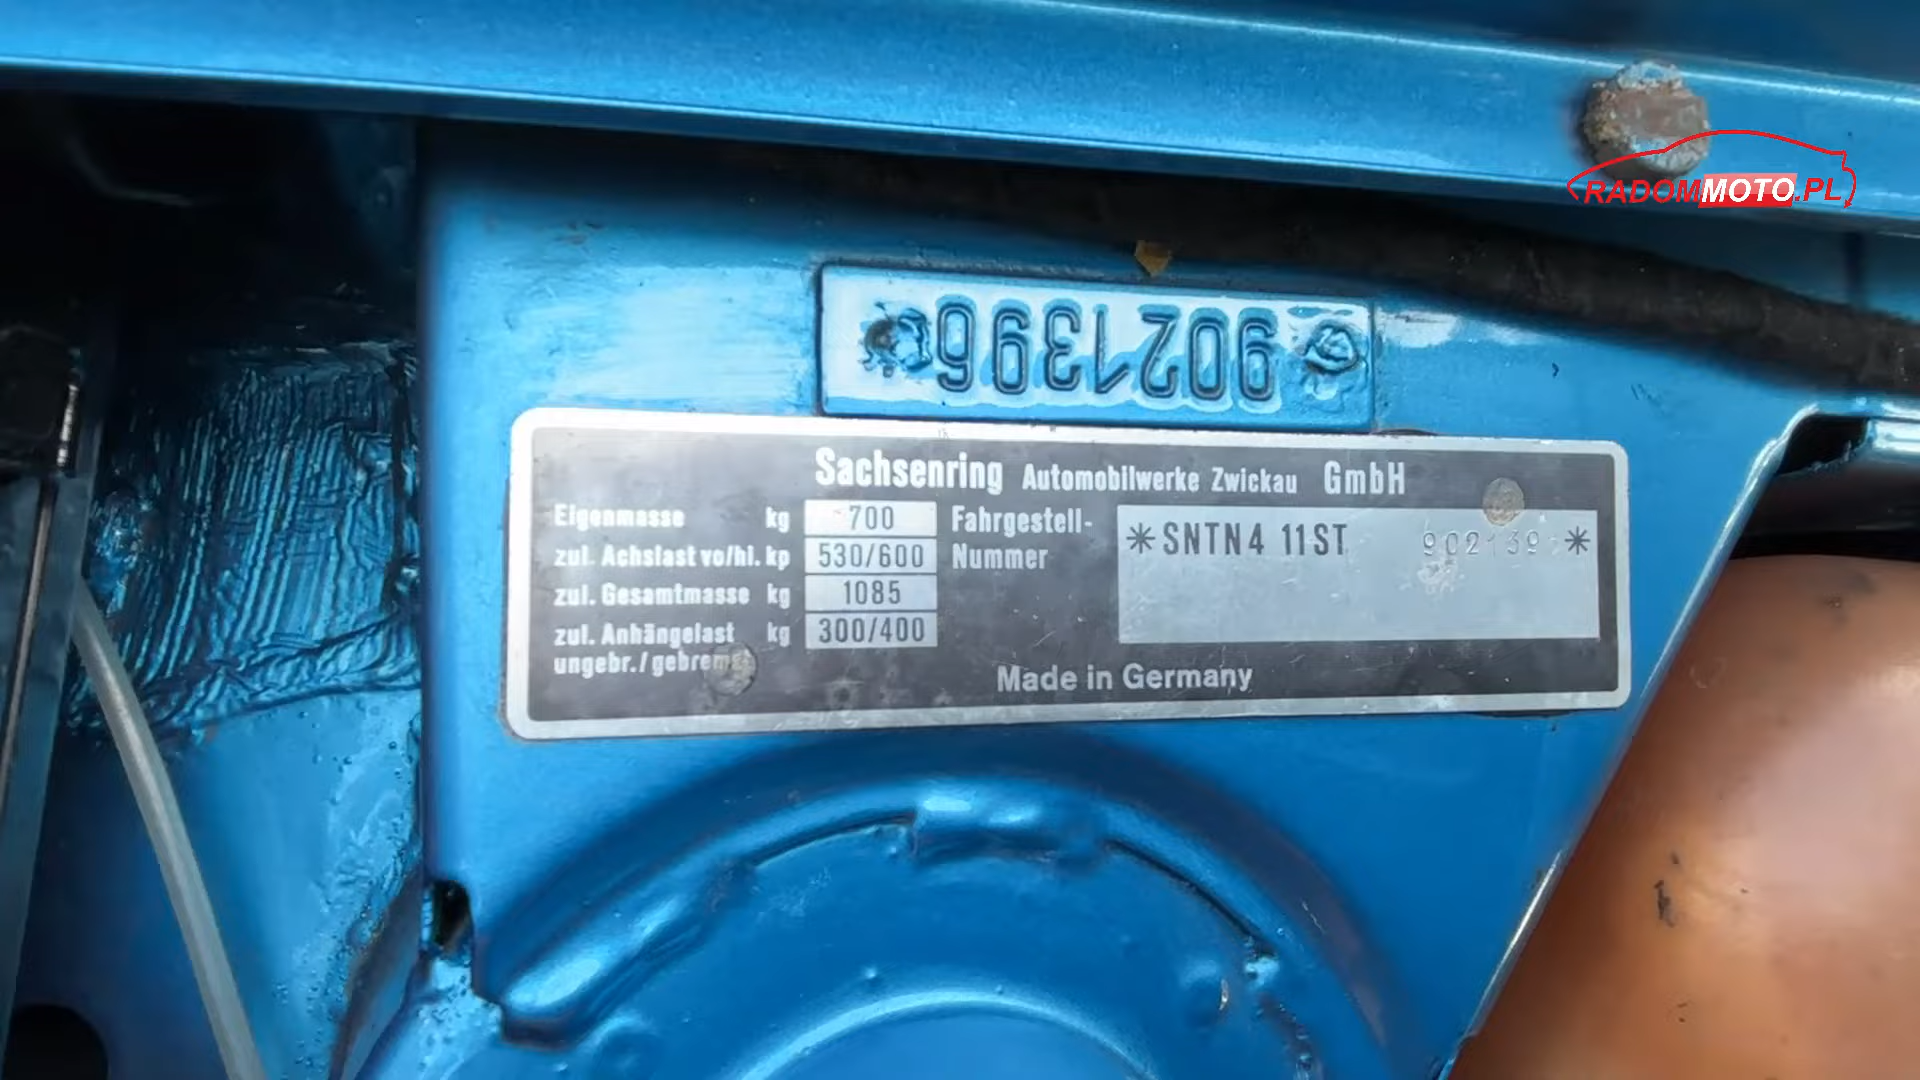 RADOMMOTO.PL
9021396
Sachsenring Automobilwerke Zwickau GmbH
Eigenmasse kg 700
zul. Achslast vo/hi. kp 530/600
zul. Gesamtmasse kg 1085
zul. Anhängelast kg 300/400
ungebr./gebremst
Fahrgestell-
Nummer
*SNTN4 11ST 902139 *
Made in Germany